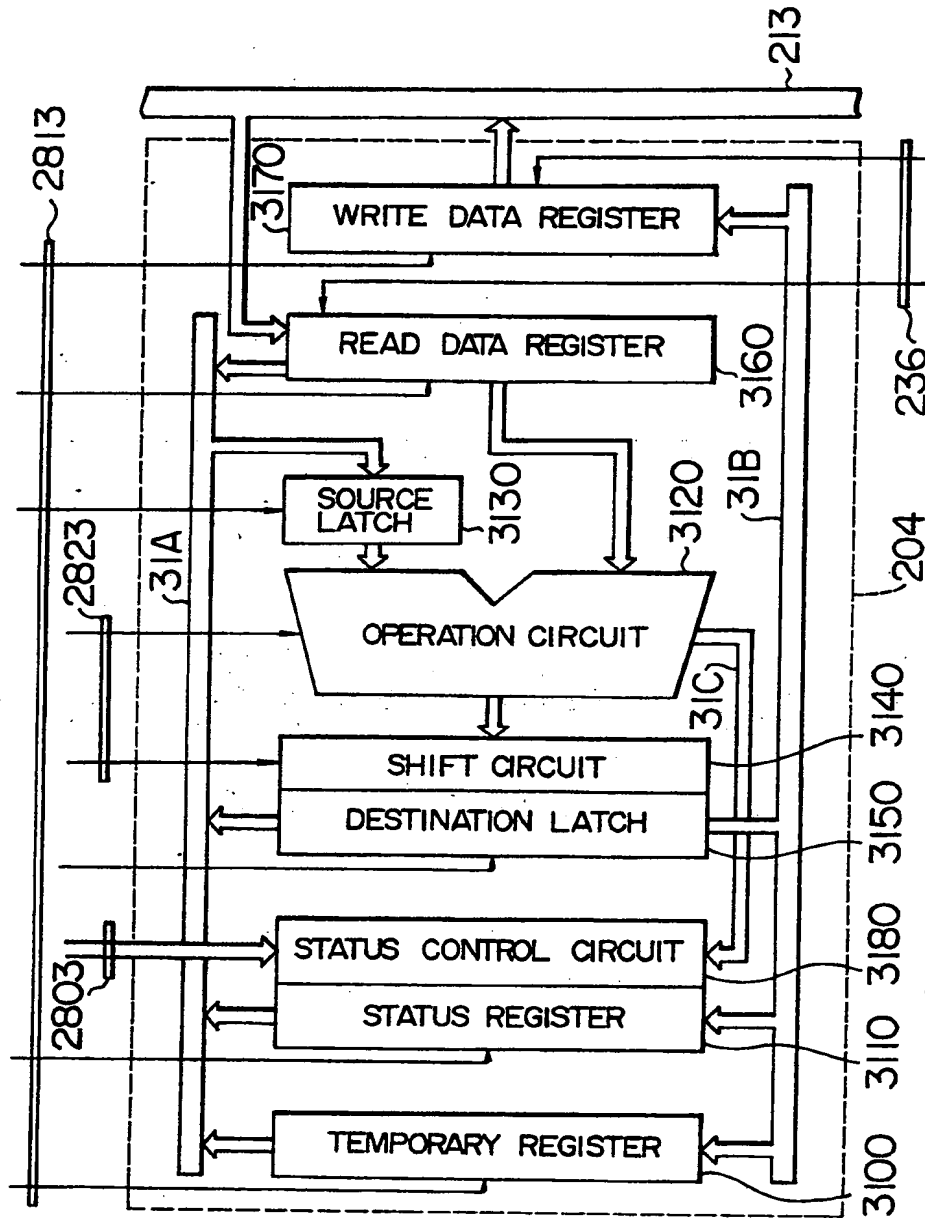 2813
213
3170
WRITE DATA REGISTER
READ DATA REGISTER
3160
236
2823
31A
SOURCE
LATCH
3130
3120
31B
204
OPERATION CIRCUIT
31C
SHIFT CIRCUIT
3140
DESTINATION LATCH
3150
2803
STATUS CONTROL CIRCUIT
3180
STATUS REGISTER
3110
TEMPORARY REGISTER
3100